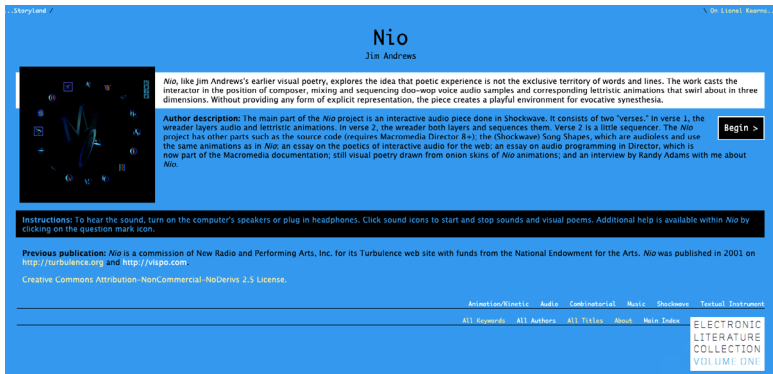 ..Storyland /
\ On Lionel Kearns..
Nio
Jim Andrews
Nio, like Jim Andrews's earlier visual poetry, explores the idea that poetic experience is not the exclusive territory of words and lines. The work casts the
interactor in the position of composer, mixing and sequencing doo-wop voice audio samples and corresponding lettristic animations that swirl about in three
dimensions. Without providing any form of explicit representation, the piece creates a playful environment for evocative synesthesia.
Author description: The main part of the Nio project is an interactive audio piece done in Shockwave. It consists of two "verses." In verse 1, the
wreader layers audio and lettristic animations. In verse 2, the wreader both layers and sequences them. Verse 2 is a little sequencer. The Nio
project has other parts such as the source code (requires Macromedia Director 8+); the (Shockwave) Song Shapes, which are audioless and use
the same animations as in Nio; an essay on the poetics of interactive audio for the web; an essay on audio programming in Director, which is
now part of the Macromedia documentation; still visual poetry drawn from onion skins of Nio animations; and an interview by Randy Adams with me about
Nio.
Begin >
Instructions: To hear the sound, turn on the computer's speakers or plug in headphones. Click sound icons to start and stop sounds and visual poems. Additional help is available within Nio by
clicking on the question mark icon.
Previous publication: Nio is a commission of New Radio and Performing Arts, Inc. for its Turbulence web site with funds from the National Endowment for the Arts. Nio was published in 2001 on
http://turbulence.org and http://vispo.com.
Creative Commons Attribution-NonCommercial-NoDerivs 2.5 License.
Animation/Kinetic Audio Combinatorial Music Shockwave Textual Instrument
All Keywords All Authors All Titles About Main Index
ELECTRONIC
LITERATURE
COLLECTION
VOLUME ONE